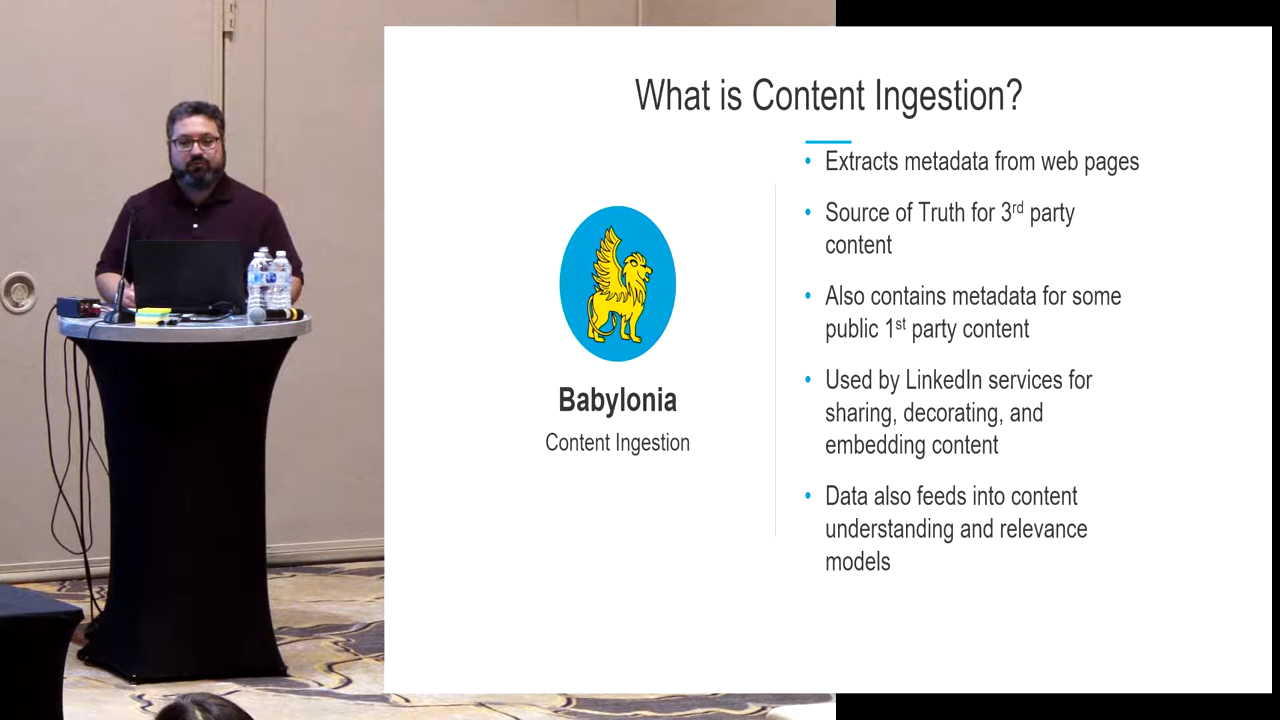 What is Content Ingestion?
• Extracts metadata from web pages
• Source of Truth for 3rd party
content
• Also contains metadata for some
public 1st party content
• Used by LinkedIn services for
sharing, decorating, and
embedding content
• Data also feeds into content
understanding and relevance
models
Babylonia
Content Ingestion